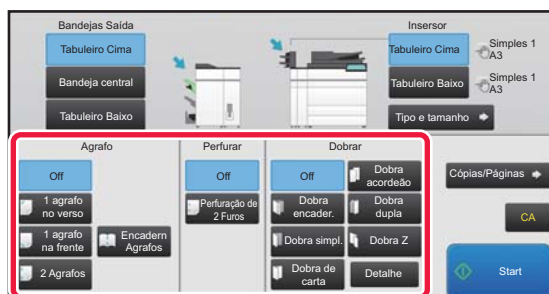 Bandejas Saída
Insersor
Tabuleiro Cima
Bandeja central
Tabuleiro Baixo
Tabuleiro Cima
Simples 1
A3
Tabuleiro Baixo
Simples 1
A3
Tipo e tamanho
Agrafo
Perfurar
Dobrar
Off
1 agrafo
no verso
1 agrafo
na frente
Encadern
Agrafos
2 Agrafos
Off
Perfuração de
2 Furos
Off
Dobra
acordeão
Dobra
encader.
Dobra
dupla
Dobra simpl.
Dobra Z
Dobra de
carta
Detalhe
Cópias/Páginas
CA
Start